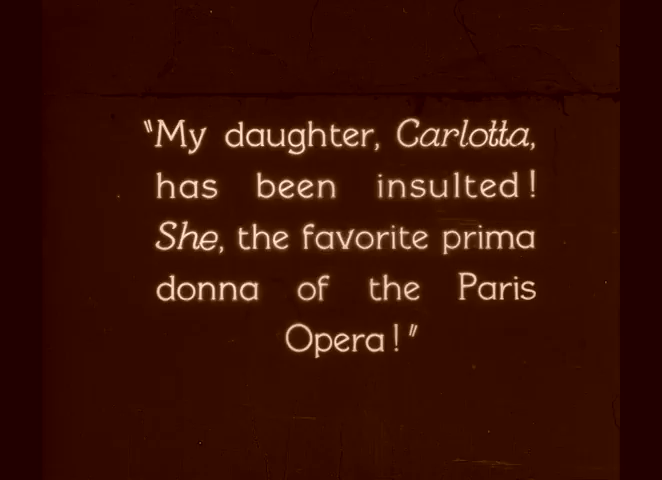 "My daughter, Carlotta,
has been insulted!
She, the favorite prima
donna of the Paris
Opera!"